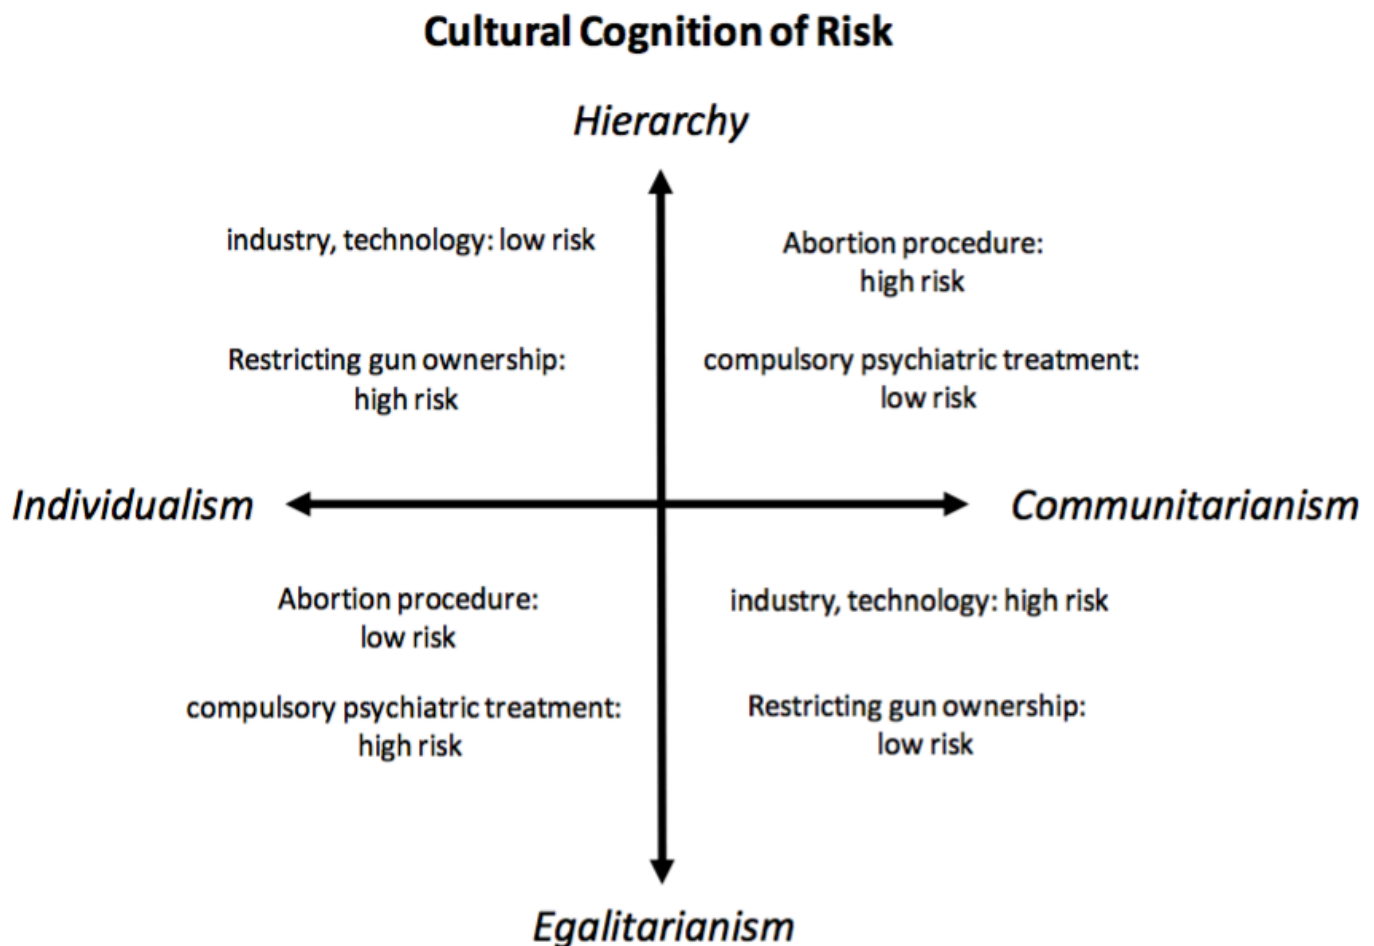 Cultural Cognition of Risk
Hierarchy
industry, technology: low risk
Abortion procedure:
high risk
Restricting gun ownership:
high risk
compulsory psychiatric treatment:
low risk
Individualism
Communitarianism
Abortion procedure:
low risk
industry, technology: high risk
compulsory psychiatric treatment:
high risk
Restricting gun ownership:
low risk
Egalitarianism